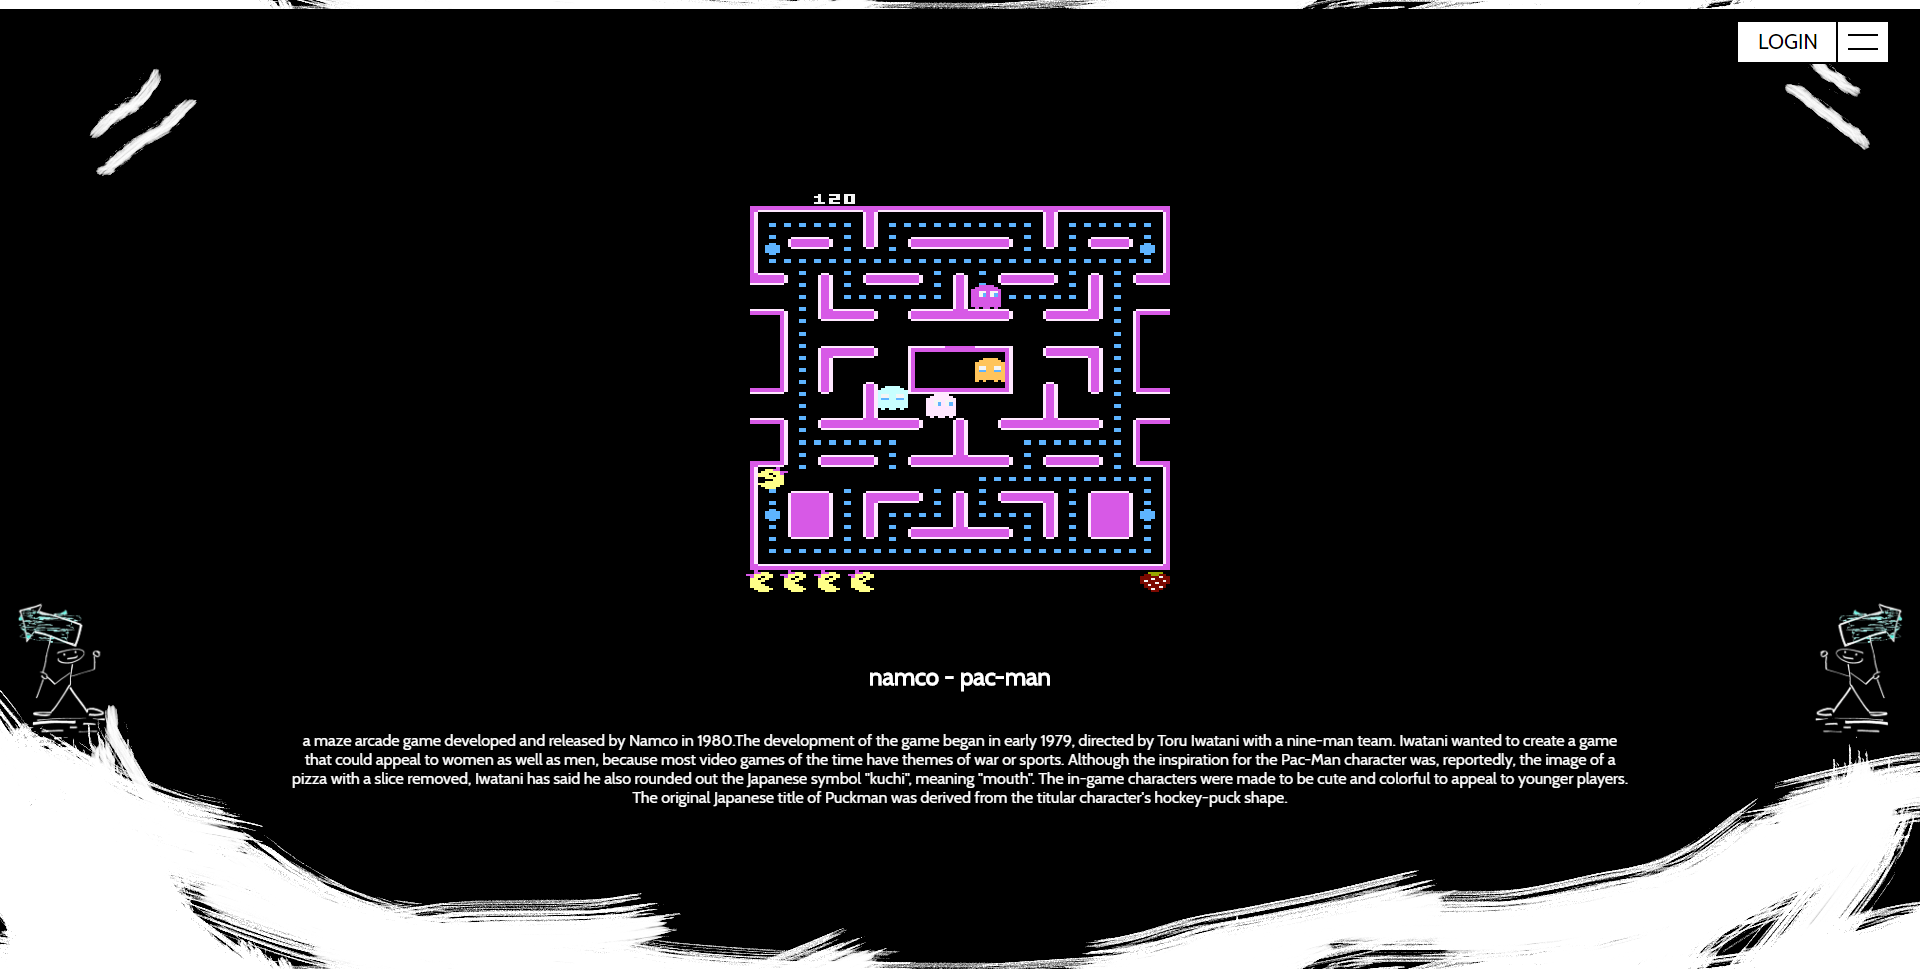 LOGIN
120
namco - pac-man
a maze arcade game developed and released by Namco in 1980.The development of the game began in early 1979, directed by Toru Iwatani with a nine-man team. Iwatani wanted to create a game
that could appeal to women as well as men, because most video games of the time have themes of war or sports. Although the inspiration for the Pac-Man character was, reportedly, the image of a
pizza with a slice removed, Iwatani has said he also rounded out the Japanese symbol "kuchi", meaning "mouth". The in-game characters were made to be cute and colorful to appeal to younger players.
The original Japanese title of Puckman was derived from the titular character's hockey-puck shape.